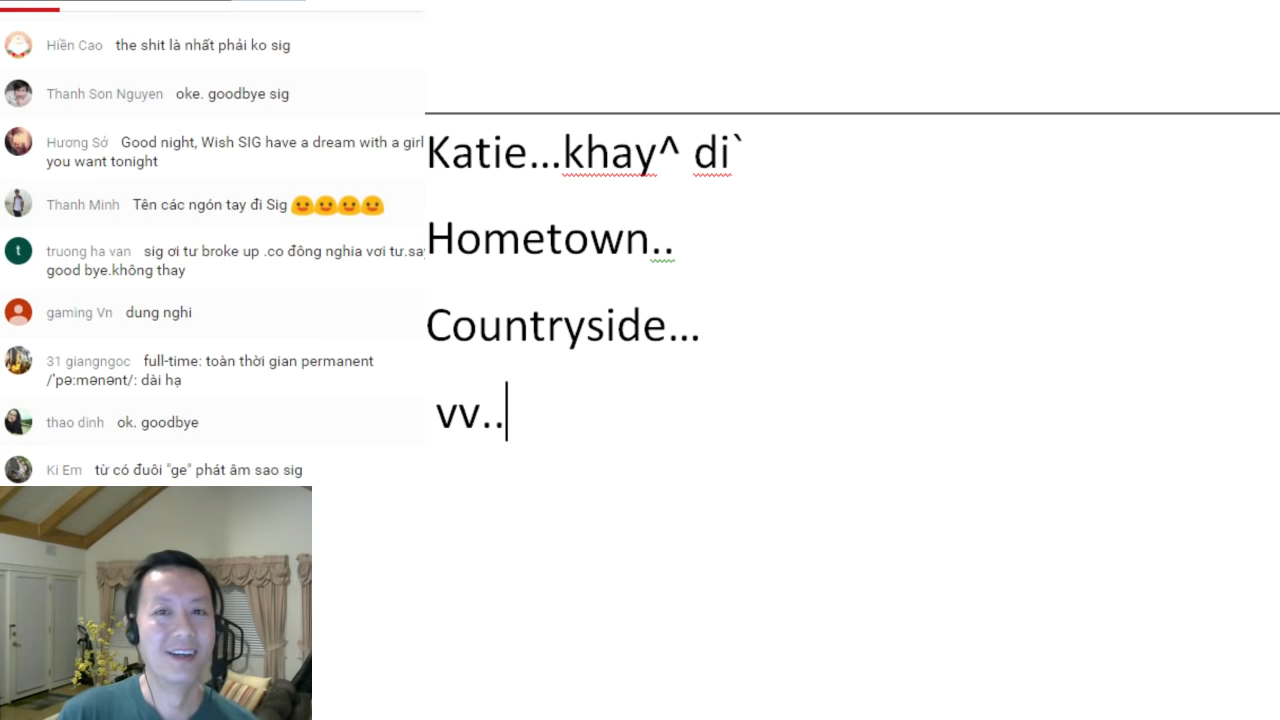 Hiền Cao the shit là nhất phải ko sig
Thanh Son Nguyen oke. goodbye sig
Hương Sở Good night, Wish SIG have a dream with a girl
you want tonight
Thanh Minh Tên các ngón tay đi Sig
t truong ha van sig ơi tư broke up .co đông nghia vơi tư.sa
good bye.không thay
gaming Vn dung nghi
31 giangngoc full-time: toàn thời gian permanent
/ˈpə:mənənt/: dài hạ
thao dinh ok. goodbye
Ki Em từ có đuôi "ge" phát âm sao sig
Katie...khay^ di`
Hometown..
Countryside...
vv..